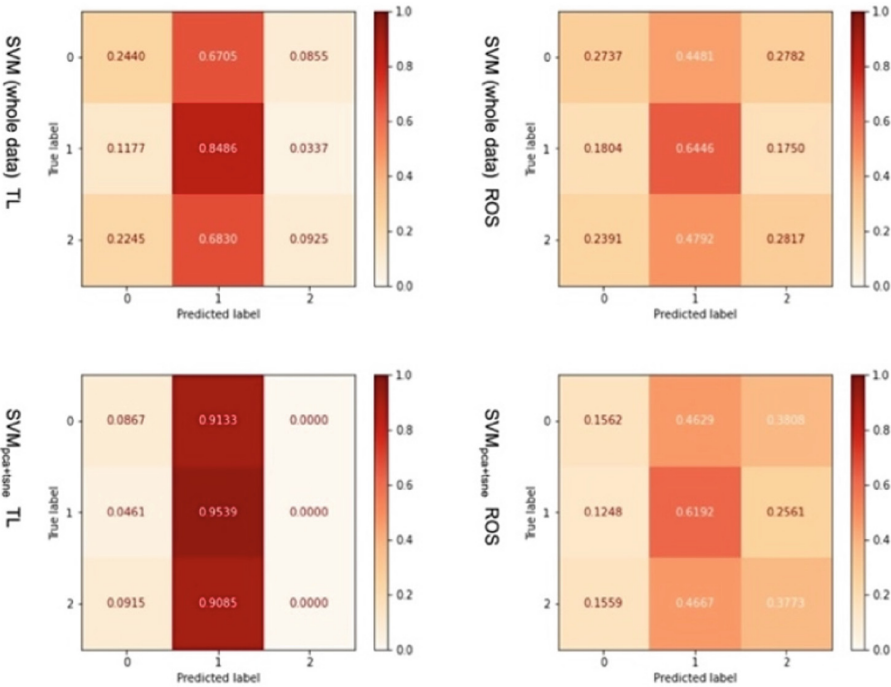 SVM (whole data) TL
True label
0
0.2440 0.6705 0.0855
1
0.1177 0.8486 0.0337
2
0.2245 0.6830 0.0925
0 1 2
Predicted label
1.0
0.8
0.6
0.4
0.2
0.0
SVM (whole data) ROS
True label
0
0.2737 0.4481 0.2782
1
0.1804 0.6446 0.1750
2
0.2391 0.4792 0.2817
0 1 2
Predicted label
1.0
0.8
0.6
0.4
0.2
0.0
SVMpca+tsne TL
True label
0
0.0867 0.9133 0.0000
1
0.0461 0.9539 0.0000
2
0.0915 0.9085 0.0000
0 1 2
Predicted label
1.0
0.8
0.6
0.4
0.2
0.0
SVMpca+tsne ROS
True label
0
0.1562 0.4629 0.3808
1
0.1248 0.6192 0.2561
2
0.1559 0.4667 0.3773
0 1 2
Predicted label
1.0
0.8
0.6
0.4
0.2
0.0